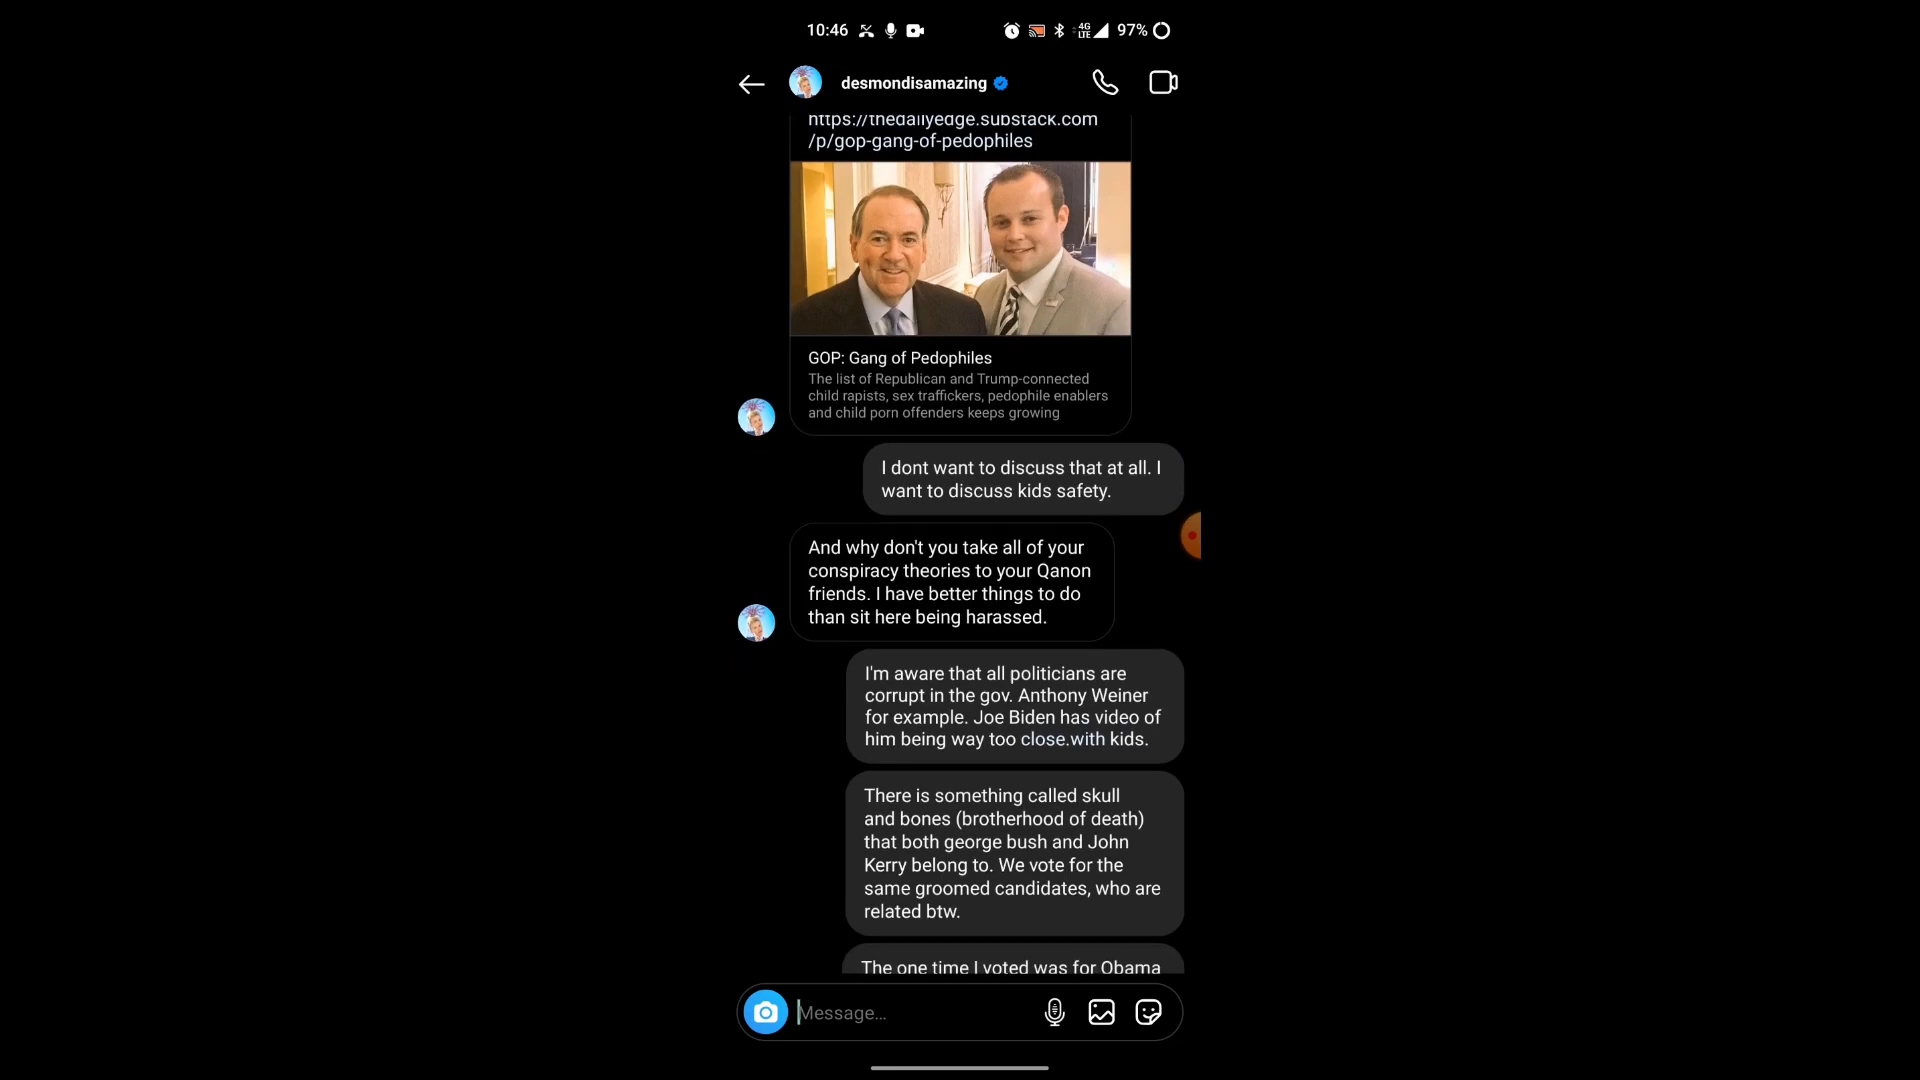 10:46
4G
LTE
97%
desmondisamazing
https://thedailyedge.substack.com
/p/gop-gang-of-pedophiles
GOP: Gang of Pedophiles
The list of Republican and Trump-connected
child rapists, sex traffickers, pedophile enablers
and child porn offenders keeps growing
I dont want to discuss that at all. I
want to discuss kids safety.
And why don't you take all of your
conspiracy theories to your Qanon
friends. I have better things to do
than sit here being harassed.
I'm aware that all politicians are
corrupt in the gov. Anthony Weiner
for example. Joe Biden has video of
him being way too close.with kids.
There is something called skull
and bones (brotherhood of death)
that both george bush and John
Kerry belong to. We vote for the
same groomed candidates, who are
related btw.
The one time I voted was for Obama
Message...